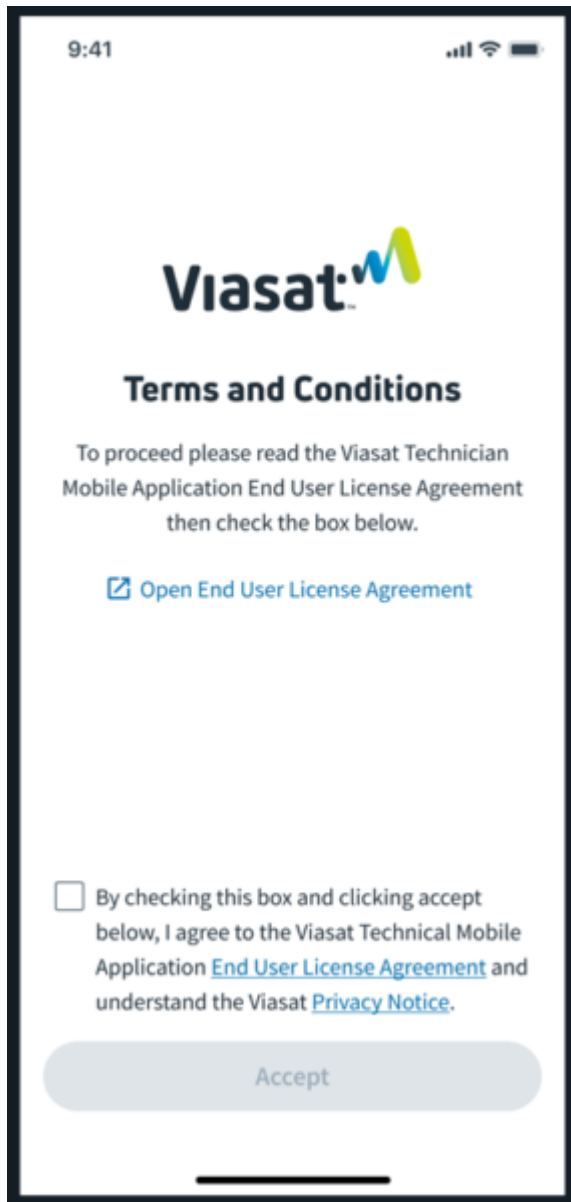 9:41
Viasat™
Terms and Conditions
To proceed please read the Viasat Technician
Mobile Application End User License Agreement
then check the box below.
Open End User License Agreement
By checking this box and clicking accept
below, I agree to the Viasat Technical Mobile
Application End User License Agreement and
understand the Viasat Privacy Notice.
Accept